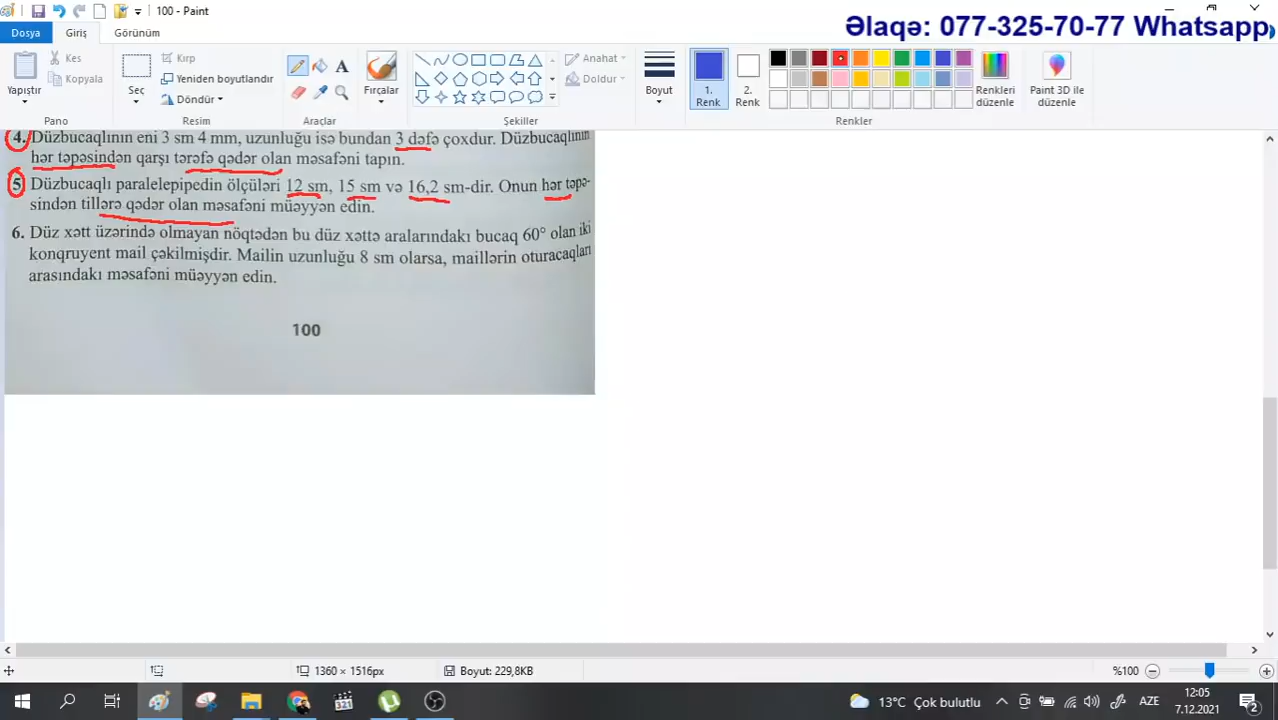 100 - Paint
Əlaqə: 077-325-70-77 Whatsapp
Dosya Giriş Görünüm
Yapıştır
Kes
Kopyala
Pano
Seç
Kırp
Yeniden boyutlandır
Döndür
Resim
A
Araçlar
Fırçalar
Anahat
Doldur
Şekiller
Boyut
1. Renk
2. Renk
Renkleri düzenle
Paint 3D ile düzenle
Renkler
4. Düzbucaqlının eni 3 sm 4 mm, uzunluğu isə bundan 3 dəfə çoxdur. Düzbucaqlının
hər təpəsindən qarşı tərəfə qədər olan məsafəni tapın.
5 Düzbucaqlı paralelepipedin ölçüləri 12 sm, 15 sm və 16,2 sm-dir. Onun hər təpə-
sindən tillərə qədər olan məsafəni müəyyən edin.
6. Düz xətt üzərində olmayan nöqtədən bu düz xəttə aralarındakı bucaq 60° olan iki
konqruyent mail çəkilmişdir. Mailin uzunluğu 8 sm olarsa, maillərin oturacaqları
arasındakı məsafəni müəyyən edin.
100
1360 × 1516px
Boyut: 229,8KB
%100
13°C Çok bulutlu
AZE
12:05
7.12.2021
2